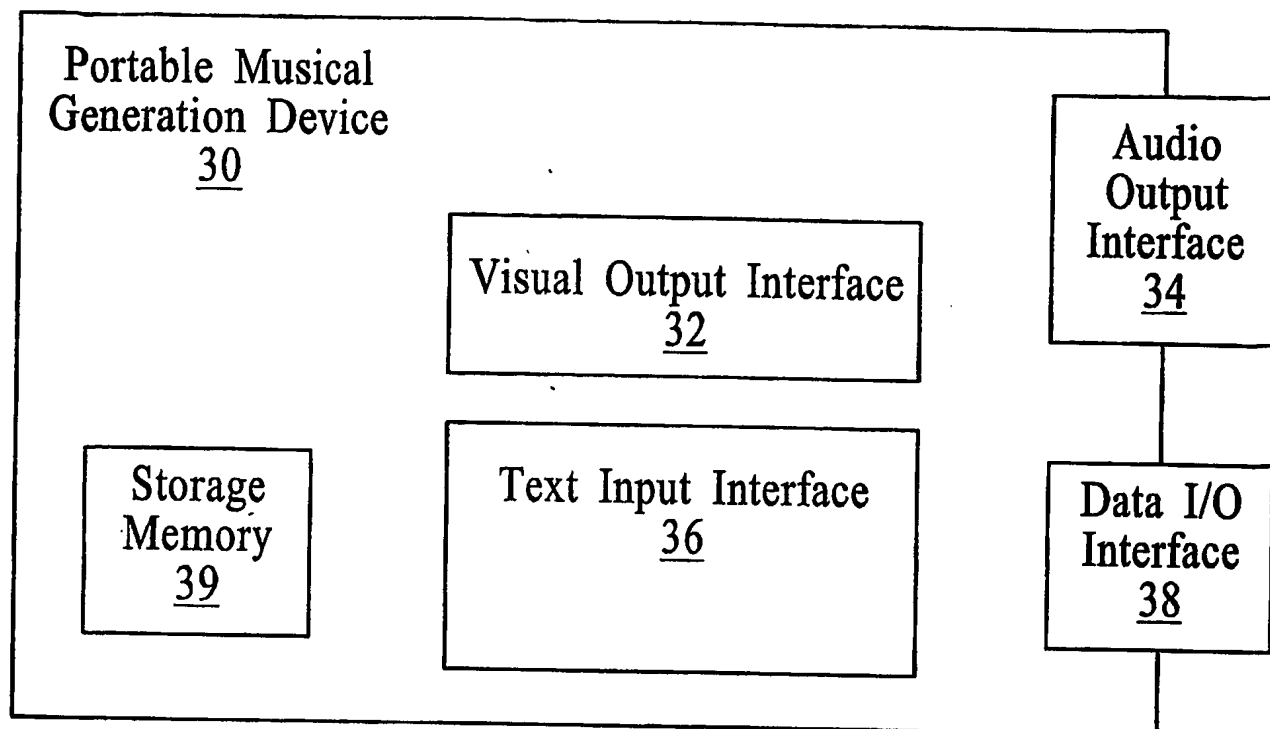 Portable Musical
Generation Device
30
Audio
Output
Interface
34
Visual Output Interface
32
Storage
Memory
39
Text Input Interface
36
Data I/O
Interface
38